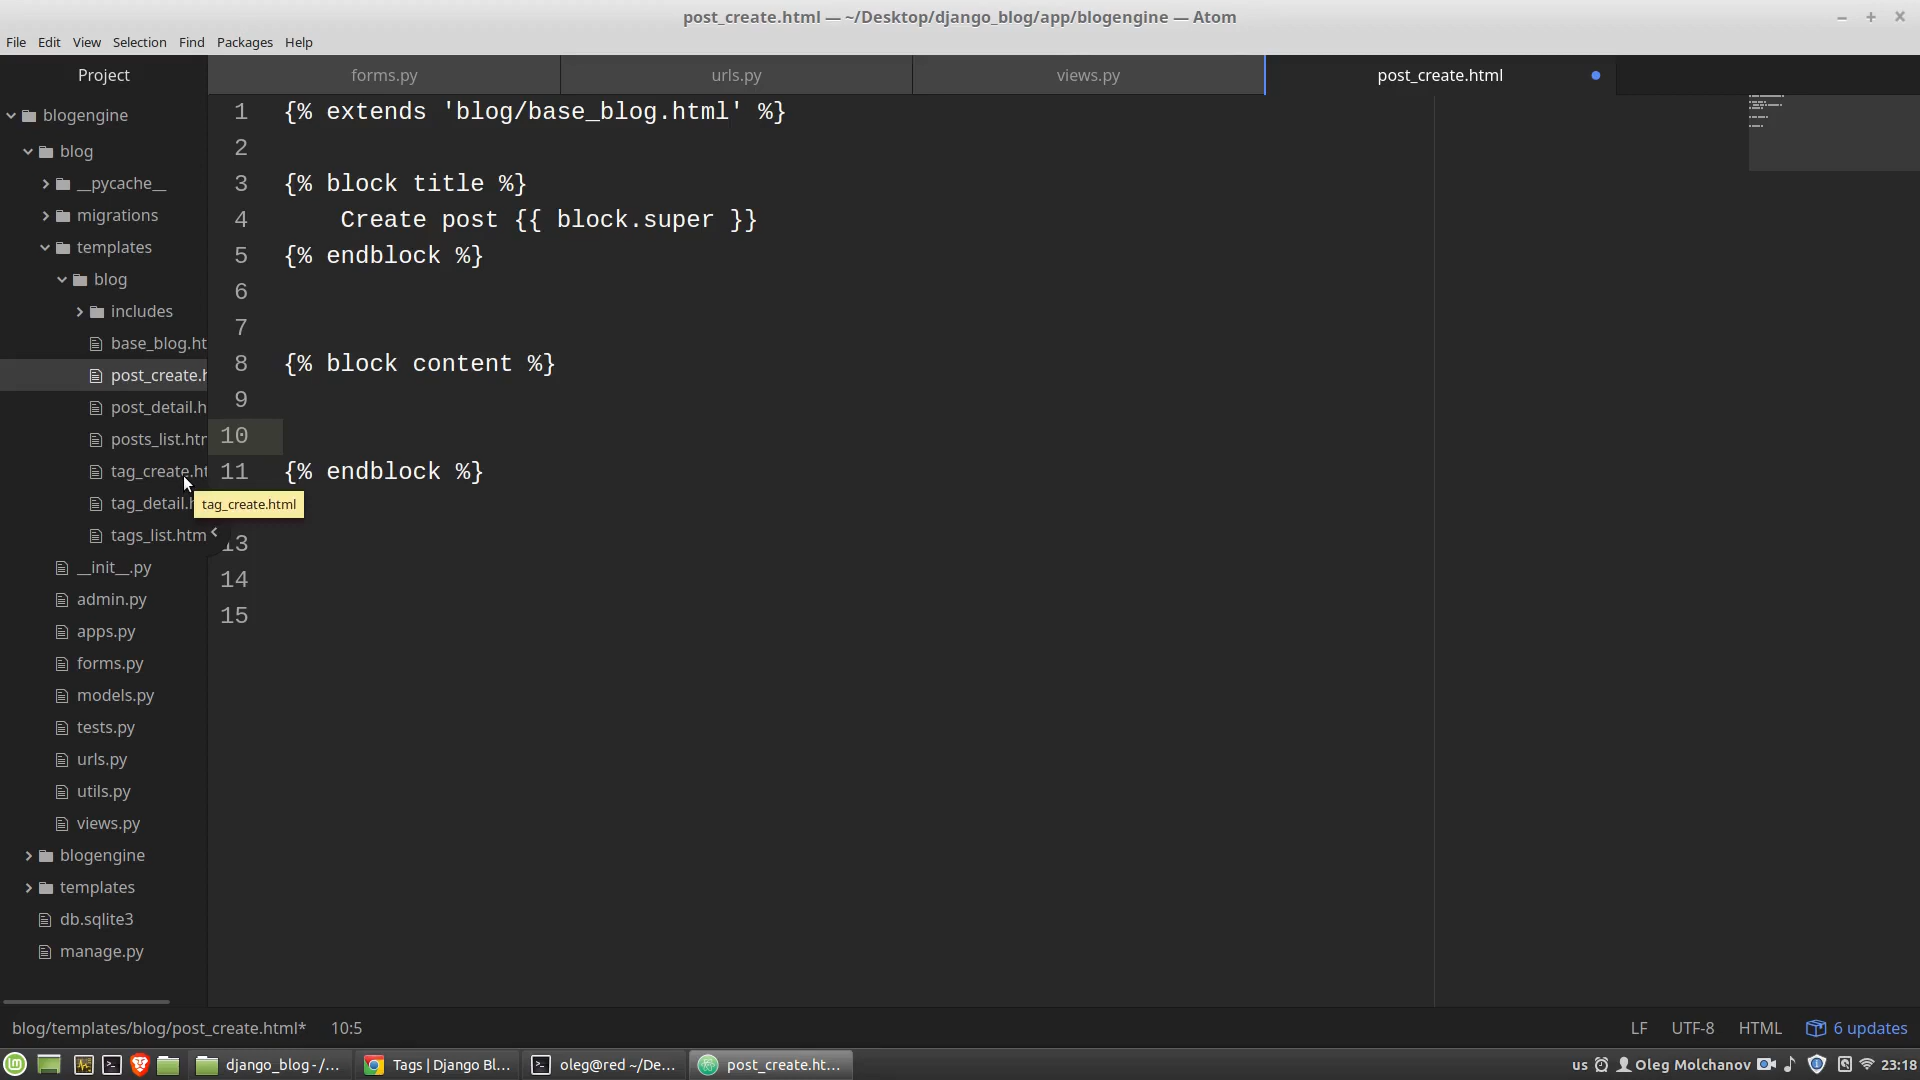 post_create.html — ~/Desktop/django_blog/app/blogengine — Atom
File Edit View Selection Find Packages Help
Project
forms.py
urls.py
views.py
post_create.html
blogengine
blog
__pycache__
migrations
templates
blog
includes
base_blog.ht
post_create.h
post_detail.h
posts_list.htm
tag_create.ht
tag_detail.h
tags_list.htm
__init__.py
admin.py
apps.py
forms.py
models.py
tests.py
urls.py
utils.py
views.py
blogengine
templates
db.sqlite3
manage.py
1 {% extends 'blog/base_blog.html' %}
2
3 {% block title %}
4 Create post {{ block.super }}
5 {% endblock %}
6
7
8 {% block content %}
9
10
11 {% endblock %}
tag_create.html
13
14
15
blog/templates/blog/post_create.html* 10:5
LF UTF-8 HTML 6 updates
django_blog - /...
Tags | Django Bl...
oleg@red ~/De...
post_create.ht...
us Oleg Molchanov 23:18